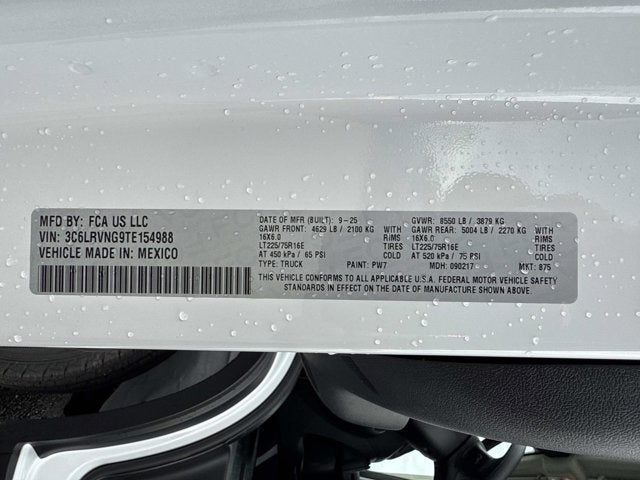 MFD BY: FCA US LLC
VIN: 3C6LRVNG9TE154988
VEHICLE MADE IN: MEXICO
DATE OF MANUFACTURE (BUILT): 9-25
GAWR FRONT: 4629 LB / 2100 KG WITH
16X6.0 RIMS
LT225/75R16E TIRES
AT 450 kPa / 65 PSI COLD
TYPE: TRUCK PAINT: PW7
GVWR: 8550 LB / 3879 KG
GAWR REAR: 5004 LB / 2270 KG WITH
16X6.0 RIMS
LT225/75R16E TIRES
AT 520 kPa / 75 PSI COLD
MDH: 090217 MKT: 875
THIS VEHICLE CONFORMS TO ALL APPLICABLE U.S.A. FEDERAL MOTOR VEHICLE SAFETY
STANDARDS IN EFFECT ON THE DATE OF MANUFACTURE SHOWN ABOVE.